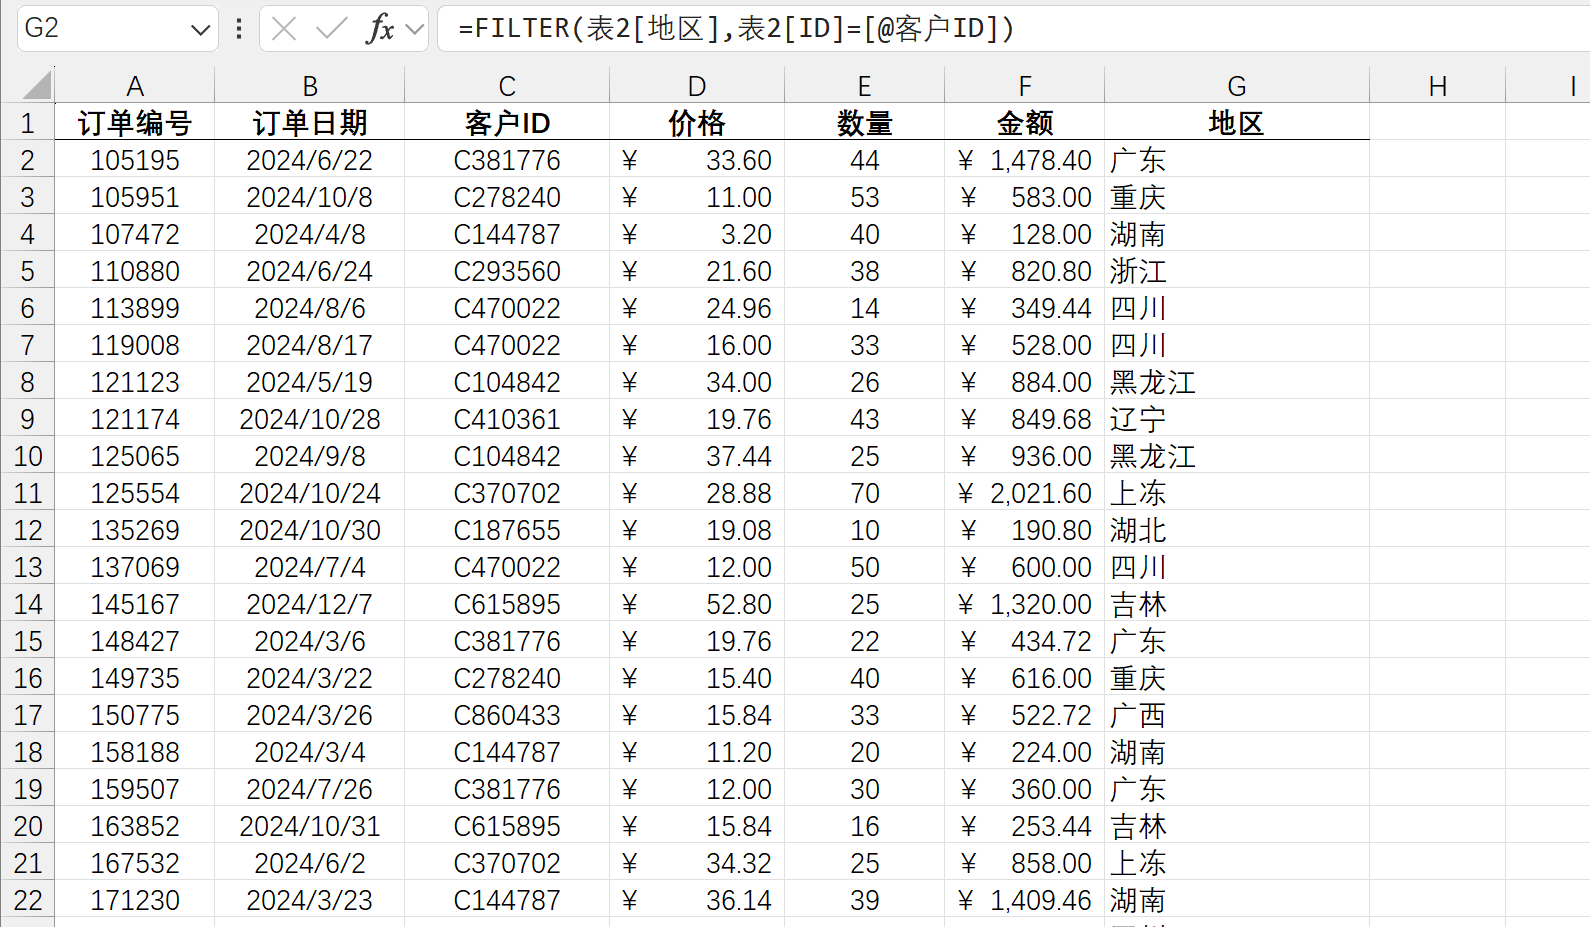 G2 fx =FILTER(表2[地区],表2[ID]=[@客户ID])
A B C D E F G H I
1 订单编号 订单日期 客户ID 价格 数量 金额 地区
2 105195 2024/6/22 C381776 ¥ 33.60 44 ¥ 1,478.40 广东
3 105951 2024/10/8 C278240 ¥ 11.00 53 ¥ 583.00 重庆
4 107472 2024/4/8 C144787 ¥ 3.20 40 ¥ 128.00 湖南
5 110880 2024/6/24 C293560 ¥ 21.60 38 ¥ 820.80 浙江
6 113899 2024/8/6 C470022 ¥ 24.96 14 ¥ 349.44 四川
7 119008 2024/8/17 C470022 ¥ 16.00 33 ¥ 528.00 四川
8 121123 2024/5/19 C104842 ¥ 34.00 26 ¥ 884.00 黑龙江
9 121174 2024/10/28 C410361 ¥ 19.76 43 ¥ 849.68 辽宁
10 125065 2024/9/8 C104842 ¥ 37.44 25 ¥ 936.00 黑龙江
11 125554 2024/10/24 C370702 ¥ 28.88 70 ¥ 2,021.60 上冻
12 135269 2024/10/30 C187655 ¥ 19.08 10 ¥ 190.80 湖北
13 137069 2024/7/4 C470022 ¥ 12.00 50 ¥ 600.00 四川
14 145167 2024/12/7 C615895 ¥ 52.80 25 ¥ 1,320.00 吉林
15 148427 2024/3/6 C381776 ¥ 19.76 22 ¥ 434.72 广东
16 149735 2024/3/22 C278240 ¥ 15.40 40 ¥ 616.00 重庆
17 150775 2024/3/26 C860433 ¥ 15.84 33 ¥ 522.72 广西
18 158188 2024/3/4 C144787 ¥ 11.20 20 ¥ 224.00 湖南
19 159507 2024/7/26 C381776 ¥ 12.00 30 ¥ 360.00 广东
20 163852 2024/10/31 C615895 ¥ 15.84 16 ¥ 253.44 吉林
21 167532 2024/6/2 C370702 ¥ 34.32 25 ¥ 858.00 上冻
22 171230 2024/3/23 C144787 ¥ 36.14 39 ¥ 1,409.46 湖南